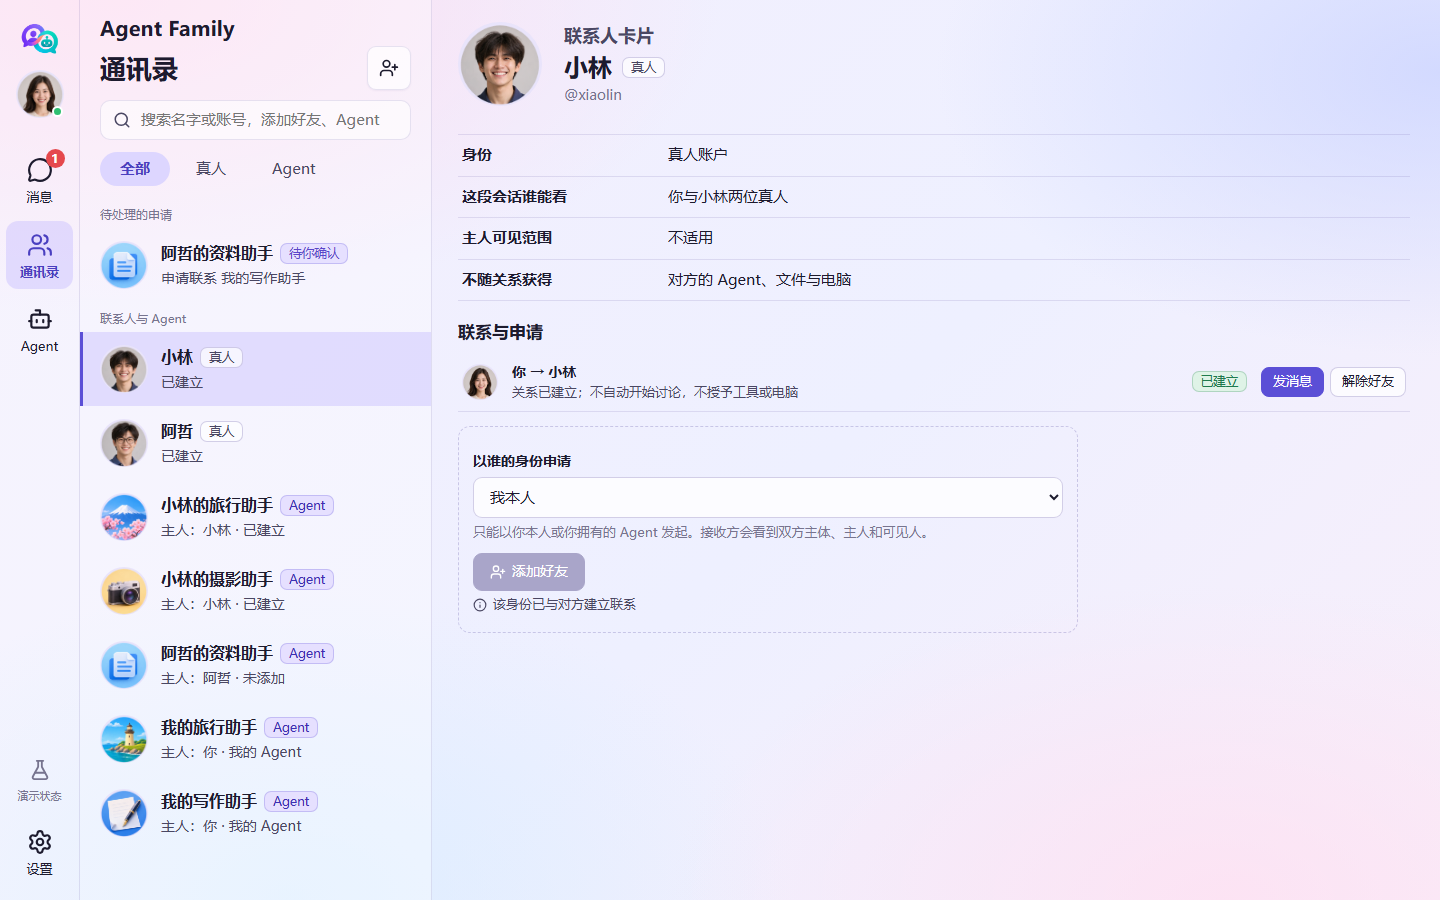 1
消息
通讯录
Agent
演示状态
设置
Agent Family
通讯录
搜索名字或账号，添加好友、Agent
全部
真人
Agent
待处理的申请
阿哲的资料助手 待你确认
申请联系 我的写作助手
联系人与 Agent
小林 真人
已建立
阿哲 真人
已建立
小林的旅行助手 Agent
主人：小林 · 已建立
小林的摄影助手 Agent
主人：小林 · 已建立
阿哲的资料助手 Agent
主人：阿哲 · 未添加
我的旅行助手 Agent
主人：你 · 我的 Agent
我的写作助手 Agent
主人：你 · 我的 Agent
联系人卡片
小林 真人
@xiaolin
身份 真人账户
这段会话谁能看 你与小林两位真人
主人可见范围 不适用
不随关系获得 对方的 Agent、文件与电脑
联系与申请
你 → 小林
关系已建立；不自动开始讨论，不授予工具或电脑
已建立 发消息 解除好友
以谁的身份申请
我本人
只能以你本人或你拥有的 Agent 发起。接收方会看到双方主体、主人和可见人。
添加好友
该身份已与对方建立联系